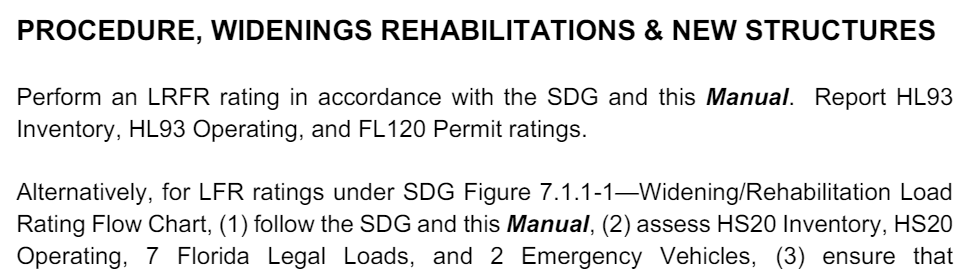 PROCEDURE, WIDENINGS REHABILITATIONS & NEW STRUCTURES
Perform an LRFR rating in accordance with the SDG and this Manual. Report HL93
Inventory, HL93 Operating, and FL120 Permit ratings.
Alternatively, for LFR ratings under SDG Figure 7.1.1-1—Widening/Rehabilitation Load
Rating Flow Chart, (1) follow the SDG and this Manual, (2) assess HS20 Inventory, HS20
Operating, 7 Florida Legal Loads, and 2 Emergency Vehicles, (3) ensure that